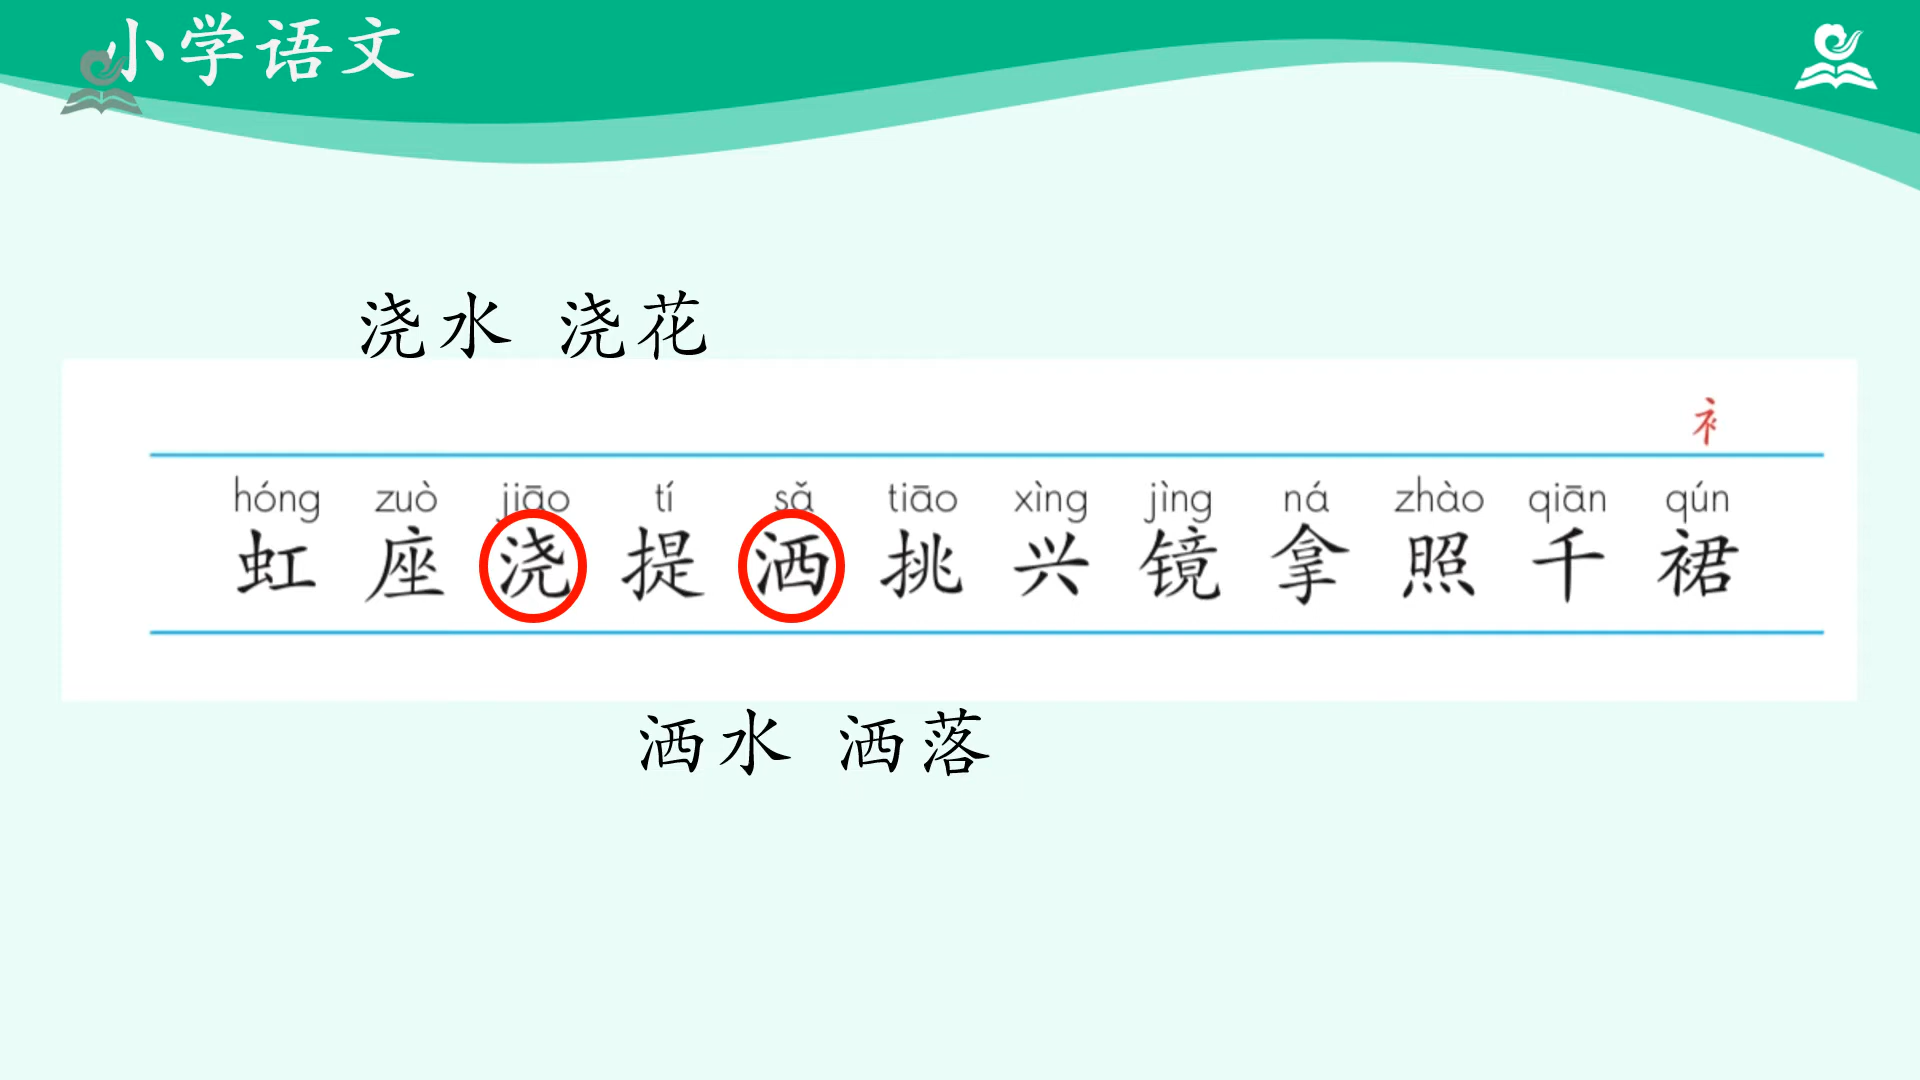 小学语文
浇水 浇花
衤
hóng zuò jiāo tí sǎ tiāo xìng jìng ná zhào qiān qún
虹 座 浇 提 洒 挑 兴 镜 拿 照 千 裙
洒水 洒落